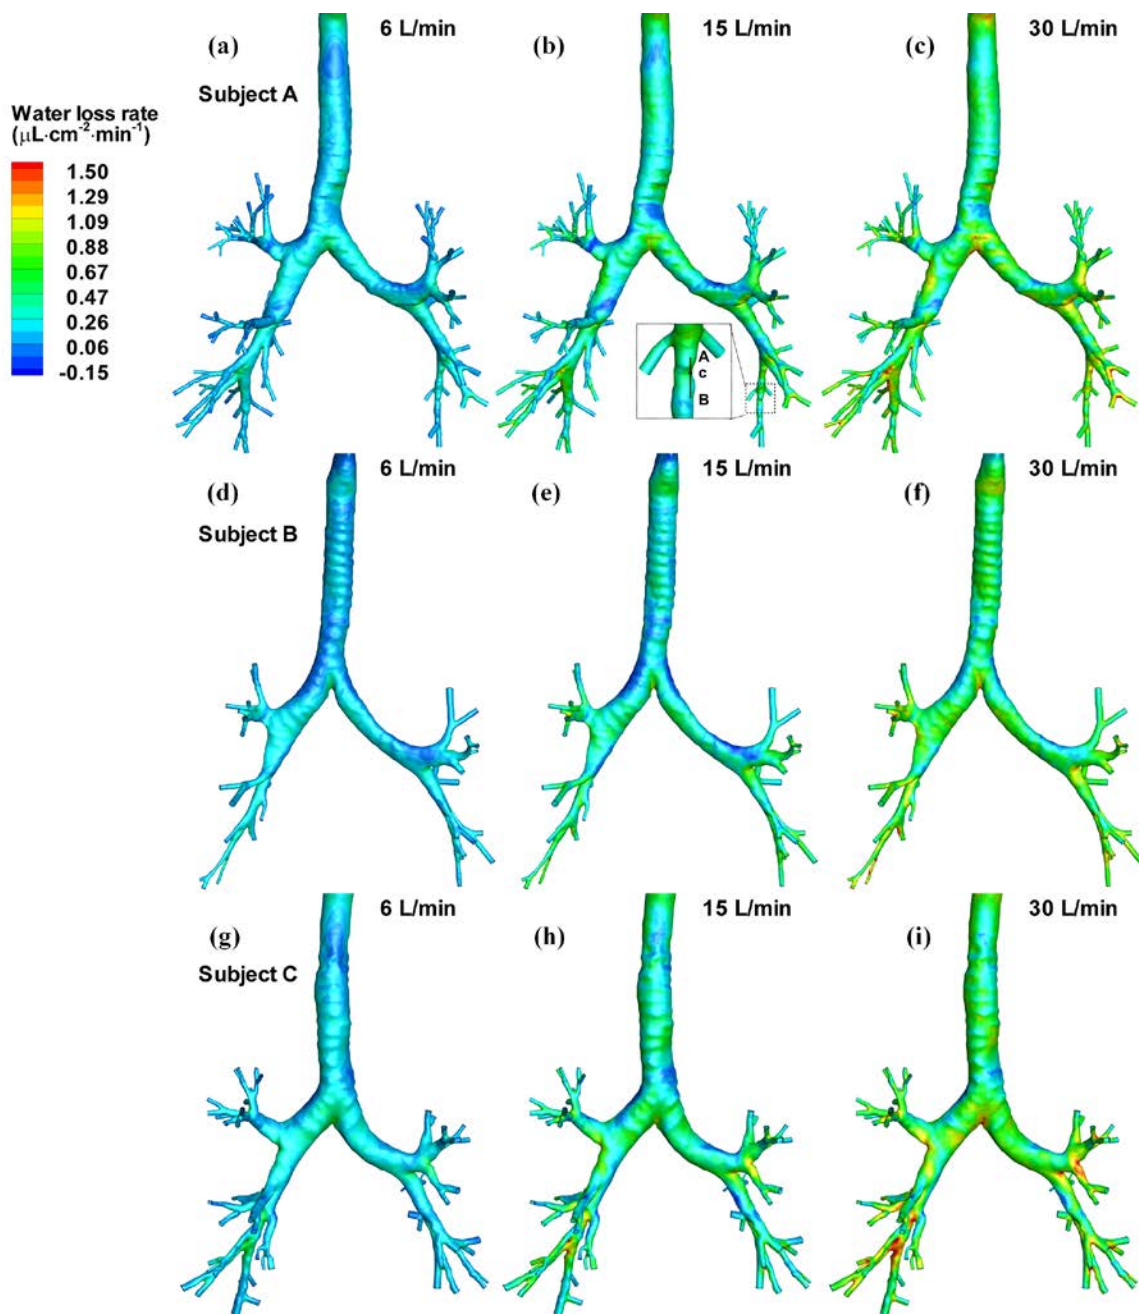 (a) 6 L/min
(b) 15 L/min
(c) 30 L/min
Subject A
Water loss rate
(µL·cm⁻²·min⁻¹)
1.50
1.29
1.09
0.88
0.67
0.47
0.26
0.06
-0.15
A
c
B
(d) 6 L/min
(e) 15 L/min
(f) 30 L/min
Subject B
(g) 6 L/min
(h) 15 L/min
(i) 30 L/min
Subject C